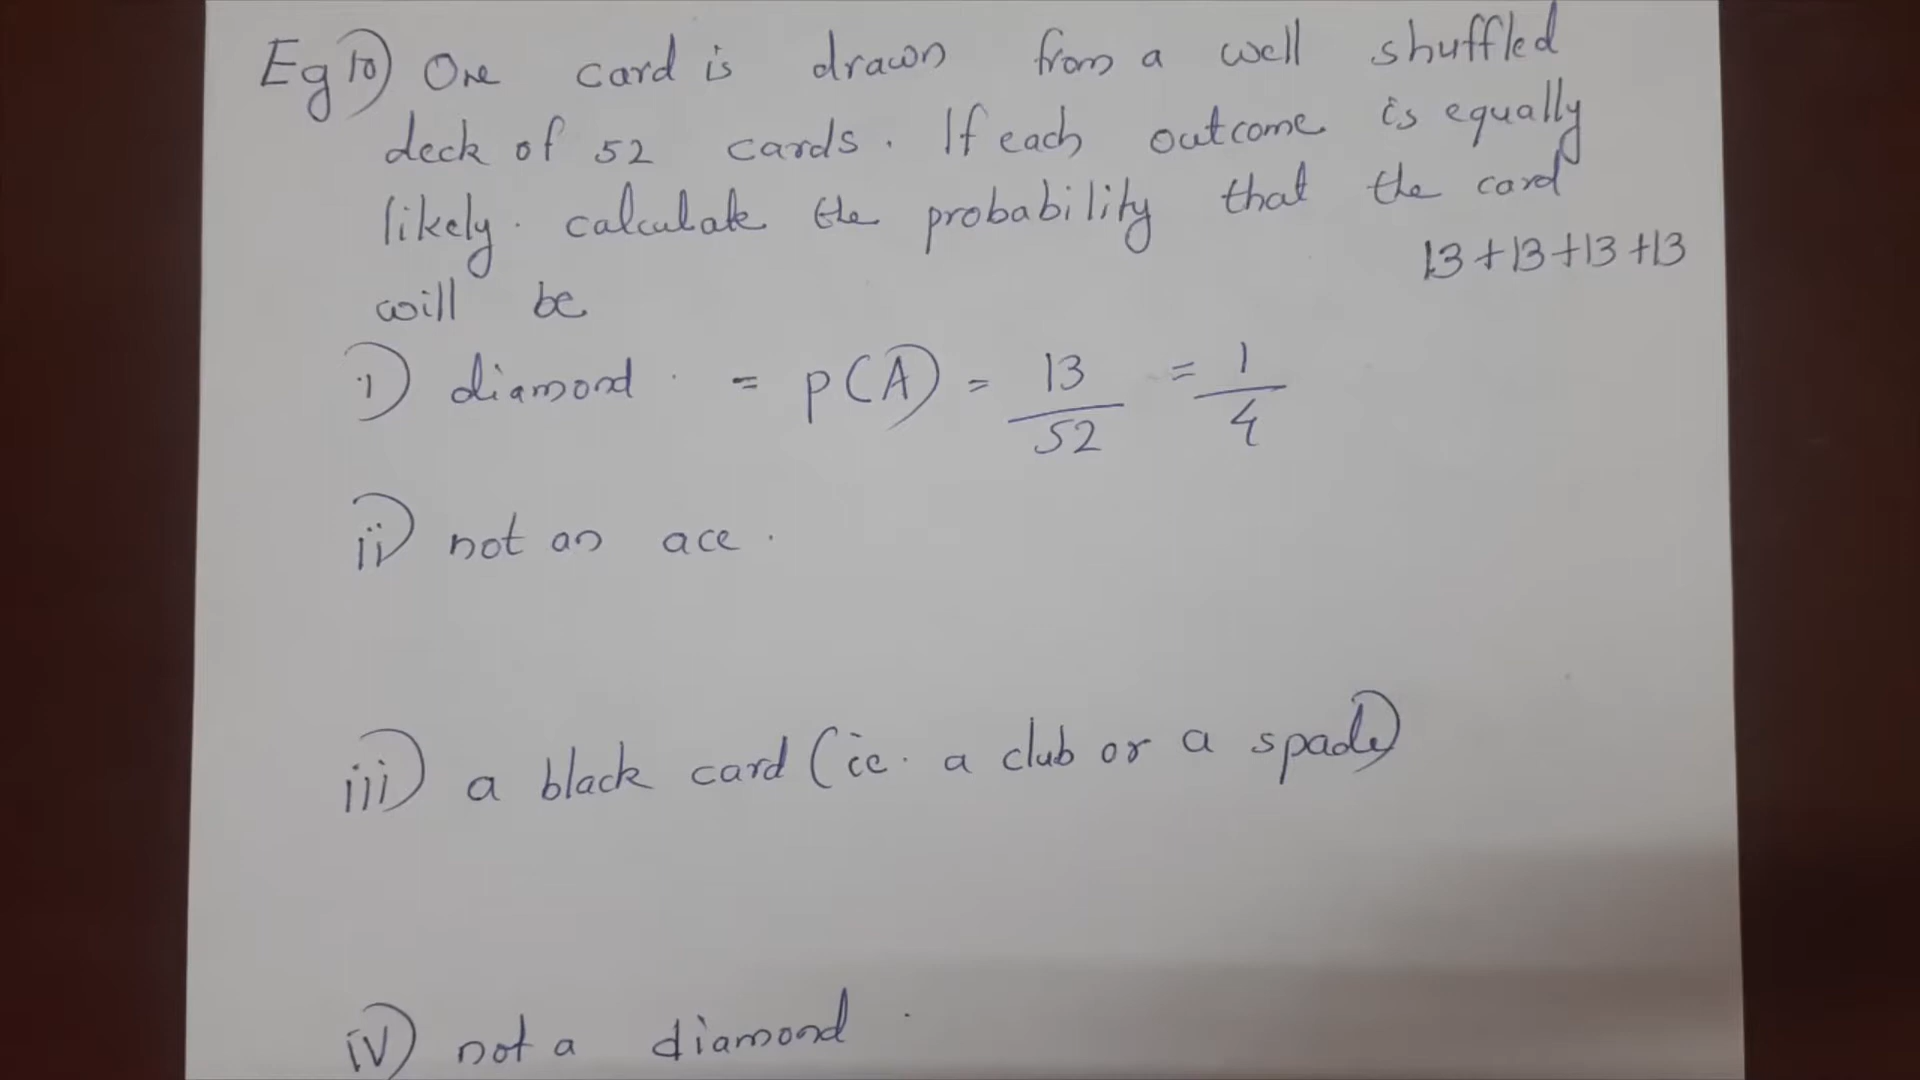 Eg 10) One card is drawn from a well shuffled
deck of 52 cards. If each outcome is equally
likely. calculate the probability that the card
13+13+13+13
will be
i) diamond. = P(A) = 13/52 = 1/4
ii) not an ace.
iii) a black card (ie. a club or a spade)
iv) not a diamond.